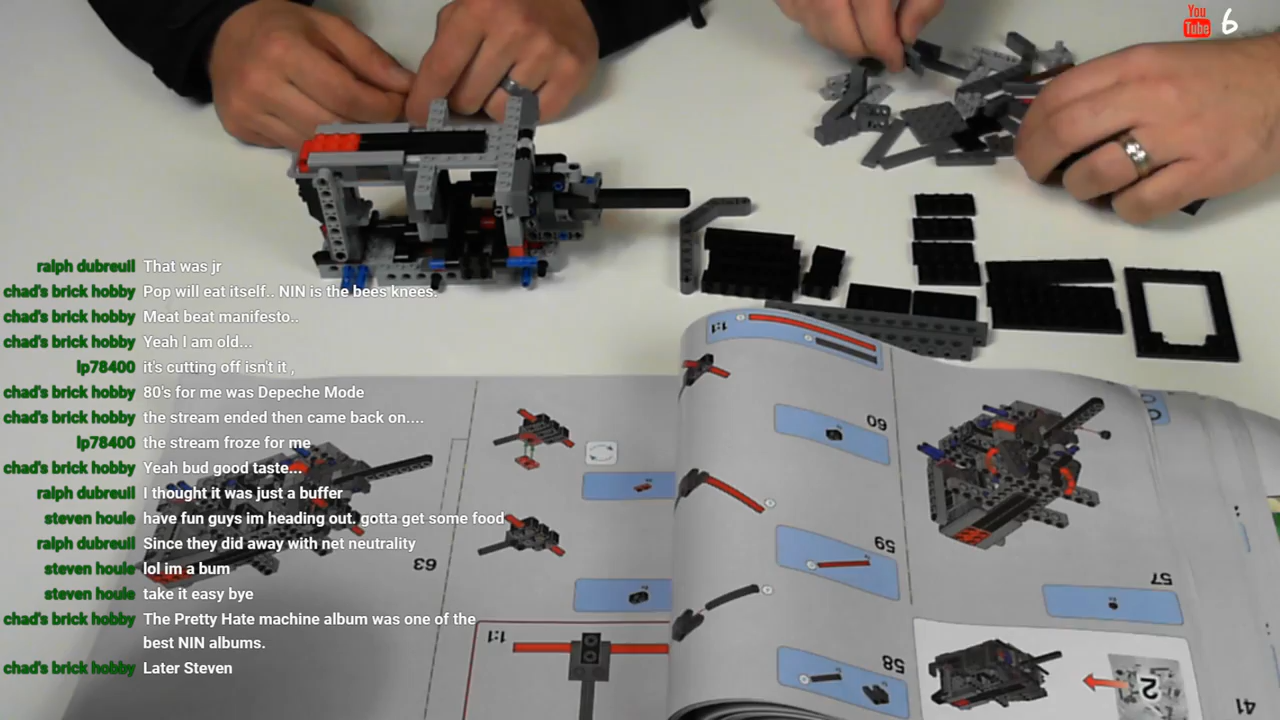 You
Tube 6
ralph dubreuil That was jr
chad's brick hobby Pop will eat itself.. NIN is the bees knees.
chad's brick hobby Meat beat manifesto..
chad's brick hobby Yeah I am old...
lp78400 it's cutting off isn't it ,
chad's brick hobby 80's for me was Depeche Mode
chad's brick hobby the stream ended then came back on....
lp78400 the stream froze for me
chad's brick hobby Yeah bud good taste...
ralph dubreuil I thought it was just a buffer
steven houle have fun guys im heading out. gotta get some food
ralph dubreuil Since they did away with net neutrality
steven houle lol im a bum
steven houle take it easy bye
chad's brick hobby The Pretty Hate machine album was one of the
best NIN albums.
chad's brick hobby Later Steven
63
1:1
1:1
60
59
58
57
2
41